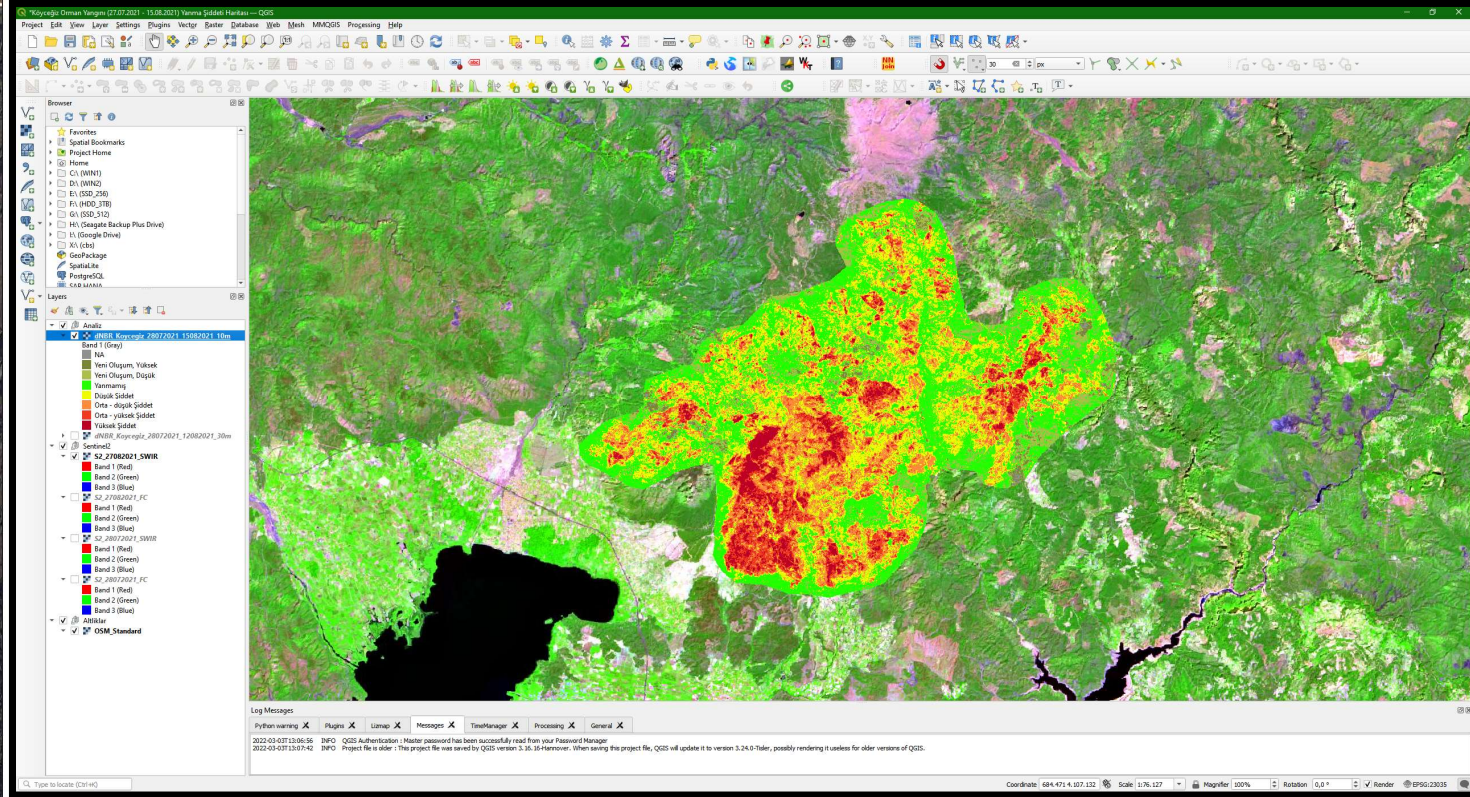 *Köyceğiz Orman Yangını (27.07.2021 - 15.08.2021) Yanma Şiddeti Haritası — QGIS
Project Edit View Layer Settings Plugins Vector Raster Database Web Mesh MMQGIS Processing Help
NN
Join
30
px
Browser
Favorites
Spatial Bookmarks
Project Home
Home
C:\ (WIN1)
D:\ (WIN2)
E:\ (SSD_256)
F:\ (HDD_3TB)
G:\ (SSD_512)
H:\ (Seagate Backup Plus Drive)
I:\ (Google Drive)
X:\ (cbs)
GeoPackage
SpatiaLite
PostgreSQL
SAP HANA
Layers
Analiz
dNBR_Koycegiz_28072021_15082021_10m
Band 1 (Gray)
NA
Yeni Oluşum, Yüksek
Yeni Oluşum, Düşük
Yanmamış
Düşük Şiddet
Orta - düşük Şiddet
Orta - yüksek Şiddet
Yüksek Şiddet
dNBR_Koycegiz_28072021_12082021_30m
Sentinel2
S2_27082021_SWIR
Band 1 (Red)
Band 2 (Green)
Band 3 (Blue)
S2_27082021_FC
Band 1 (Red)
Band 2 (Green)
Band 3 (Blue)
S2_28072021_SWIR
Band 1 (Red)
Band 2 (Green)
Band 3 (Blue)
S2_28072021_FC
Band 1 (Red)
Band 2 (Green)
Band 3 (Blue)
Altlıklar
OSM_Standard
Log Messages
Python warning Plugins Lizmap Messages TimeManager Processing General
2022-03-03T13:06:56 INFO QGIS Authentication : Master password has been successfully read from your Password Manager
2022-03-03T13:07:42 INFO Project file is older : This project file was saved by QGIS version 3.16.16-Hannover. When saving this project file, QGIS will update it to version 3.24.0-Tisler, possibly rendering it useless for older versions of QGIS.
Type to locate (Ctrl+K)
Coordinate 684.471 4.107.132 Scale 1:76.127 Magnifier 100% Rotation 0,0 ° Render EPSG:23035